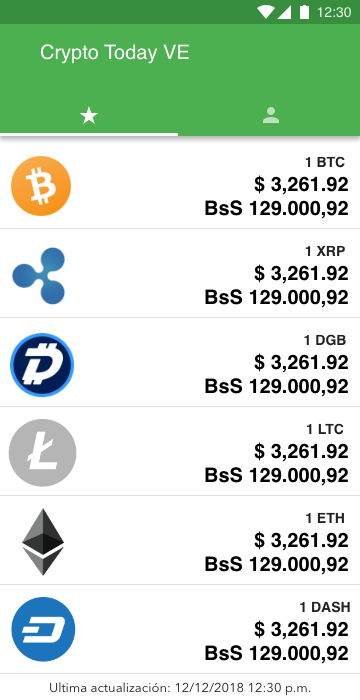 12:30
Crypto Today VE
1 BTC
$ 3,261.92
BsS 129.000,92
1 XRP
$ 3,261.92
BsS 129.000,92
1 DGB
$ 3,261.92
BsS 129.000,92
1 LTC
$ 3,261.92
BsS 129.000,92
1 ETH
$ 3,261.92
BsS 129.000,92
1 DASH
$ 3,261.92
BsS 129.000,92
Ultima actualización: 12/12/2018 12:30 p.m.